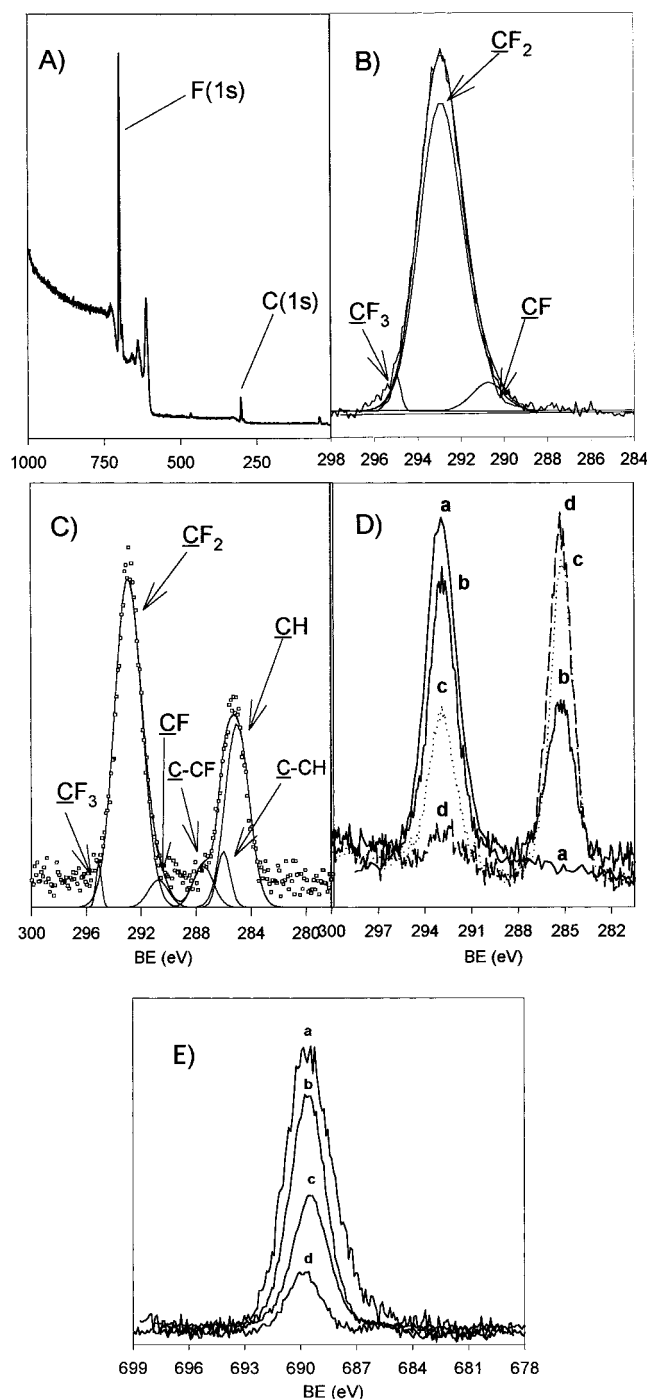 A)
F(1s)
C(1s)
1000 750 500 250
B)
CF2
CF3
CF
298 296 294 292 290 288 286 284
C)
CF2
CH
CF
C-CF
C-CH
CF3
300 296 292 288 284 280
BE (eV)
D)
a
d
b
c
c
b
d
a
300 297 294 291 288 285 282
BE (eV)
E)
a
b
c
d
699 696 693 690 687 684 681 678
BE (eV)